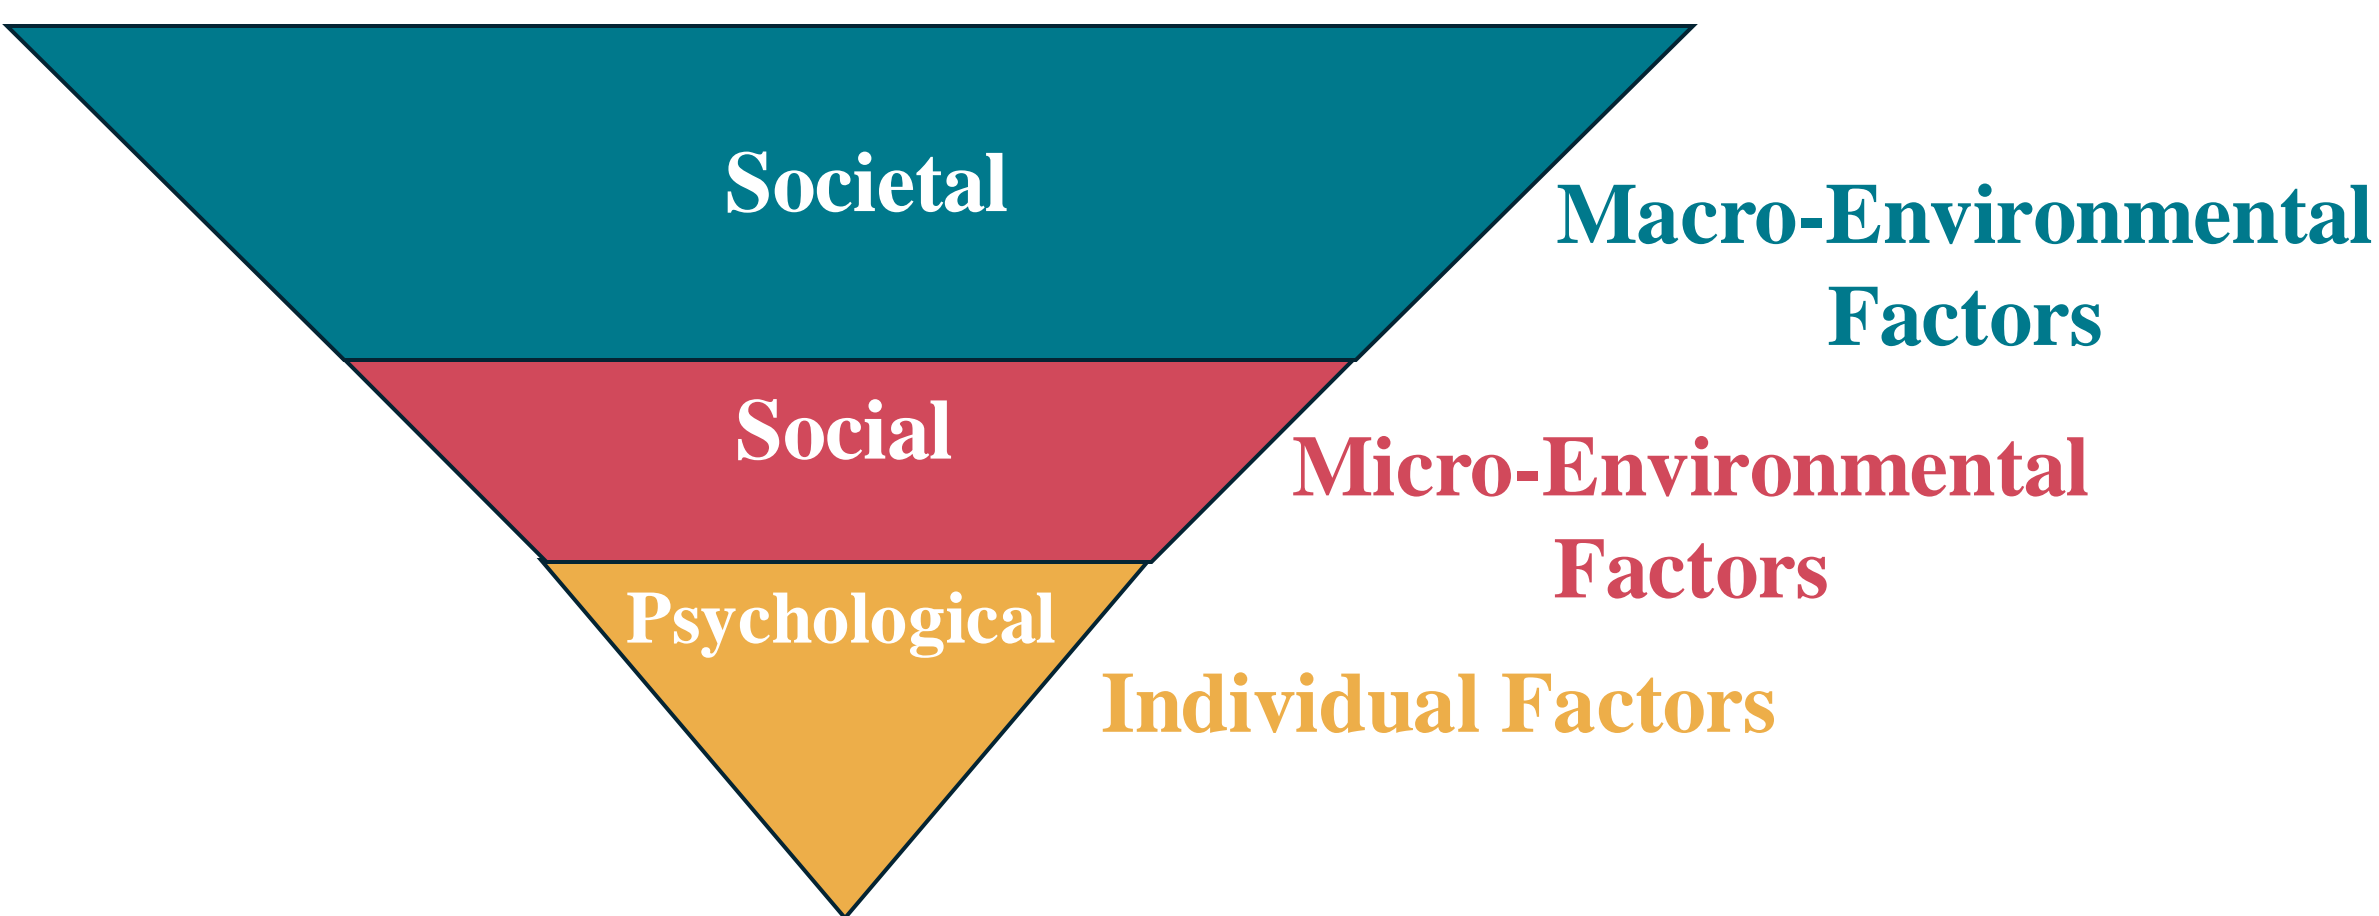 Societal
Macro-Environmental
Factors
Social
Micro-Environmental
Factors
Psychological
Individual Factors